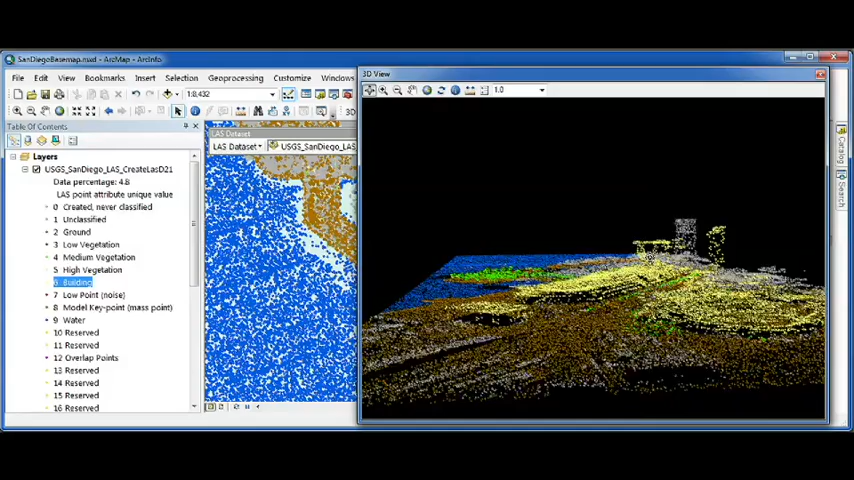 SanDiegoBasemap.mxd - ArcMap - ArcInfo
File Edit View Bookmarks Insert Selection Geoprocessing Customize Windows
1:8,432
3D
Table Of Contents
Layers
USGS_SanDiego_LAS_CreateLasD21
Data percentage: 4.8
LAS point attribute unique value
0 Created, never classified
1 Unclassified
2 Ground
3 Low Vegetation
4 Medium Vegetation
5 High Vegetation
6 Building
7 Low Point (noise)
8 Model Key-point (mass point)
9 Water
10 Reserved
11 Reserved
12 Overlap Points
13 Reserved
14 Reserved
15 Reserved
16 Reserved
LAS Dataset
LAS Dataset USGS_SanDiego_LAS
3D View
1.0
Catalog
Search